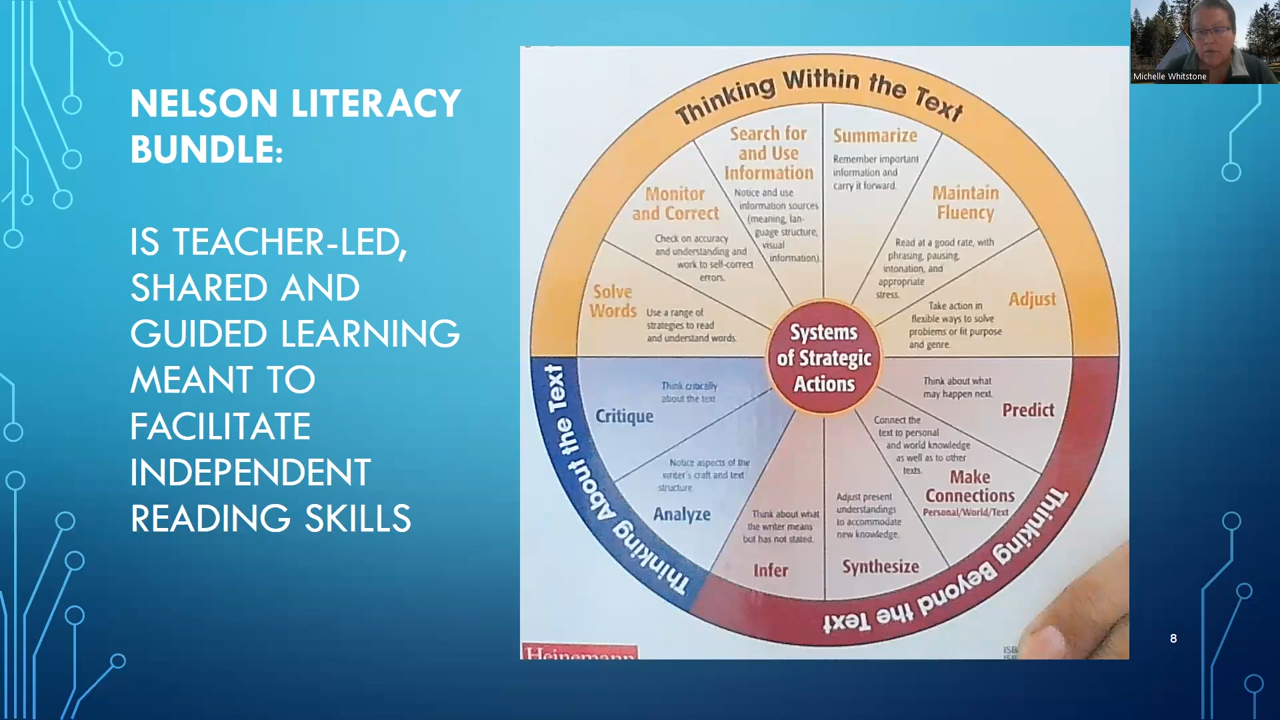 NELSON LITERACY
BUNDLE:
IS TEACHER-LED,
SHARED AND
GUIDED LEARNING
MEANT TO
FACILITATE
INDEPENDENT
READING SKILLS
Thinking Within the Text
Solve
Words
Use a range of
strategies to read
and understand words.
Monitor
and Correct
Check on accuracy
and understanding and
work to self-correct
errors.
Search for
and Use
Information
Notice and use
information sources
(meaning, lan-
guage structure,
visual
information).
Summarize
Remember important
information and
carry it forward.
Maintain
Fluency
Read at a good rate, with
phrasing, pausing,
intonation, and
appropriate
stress.
Adjust
Take action in
flexible ways to solve
problems or fit purpose
and genre.
Systems
of Strategic
Actions
Thinking Beyond the Text
Think about what
may happen next.
Predict
Connect the
text to personal
and world knowledge
as well as to other
texts.
Make
Connections
Personal/World/Text
Adjust present
understandings
to accommodate
new knowledge.
Synthesize
Think about what
the writer means
but has not stated.
Infer
Thinking About the Text
Notice aspects of the
writer's craft and text
structure
Analyze
Think critically
about the text
Critique
Heinemann
ISB
Michelle Whitstone
8